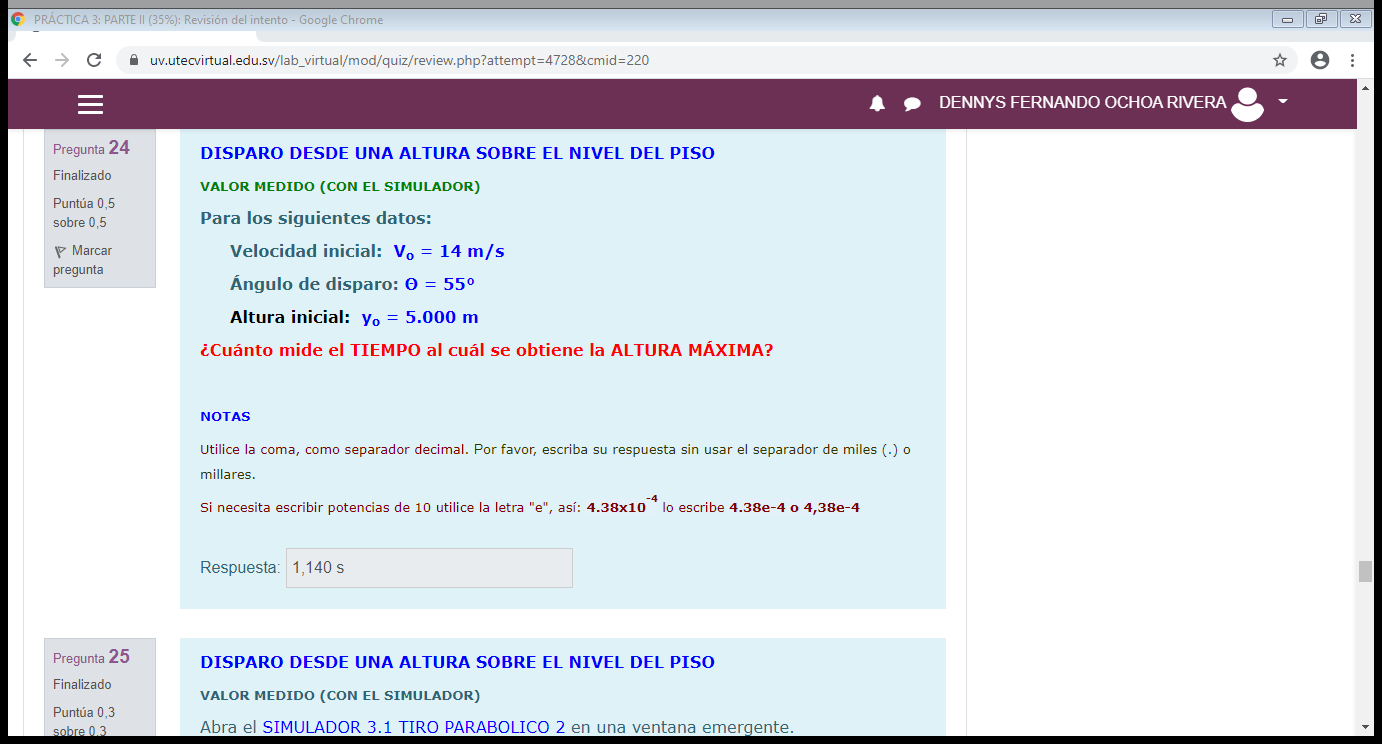 PRÁCTICA 3: PARTE II (35%): Revisión del intento - Google Chrome
uv.utecvirtual.edu.sv/lab_virtual/mod/quiz/review.php?attempt=4728&cmid=220
DENNYS FERNANDO OCHOA RIVERA
Pregunta 24
Finalizado
Puntúa 0,5
sobre 0,5
Marcar
pregunta
DISPARO DESDE UNA ALTURA SOBRE EL NIVEL DEL PISO
VALOR MEDIDO (CON EL SIMULADOR)
Para los siguientes datos:
Velocidad inicial: Vo = 14 m/s
Ángulo de disparo: Θ = 55º
Altura inicial: yo = 5.000 m
¿Cuánto mide el TIEMPO al cuál se obtiene la ALTURA MÁXIMA?
NOTAS
Utilice la coma, como separador decimal. Por favor, escriba su respuesta sin usar el separador de miles (.) o
millares.
Si necesita escribir potencias de 10 utilice la letra "e", así: 4.38x10-4 lo escribe 4.38e-4 o 4,38e-4
Respuesta: 1,140 s
Pregunta 25
Finalizado
Puntúa 0,3
sobre 0,3
DISPARO DESDE UNA ALTURA SOBRE EL NIVEL DEL PISO
VALOR MEDIDO (CON EL SIMULADOR)
Abra el SIMULADOR 3.1 TIRO PARABOLICO 2 en una ventana emergente.